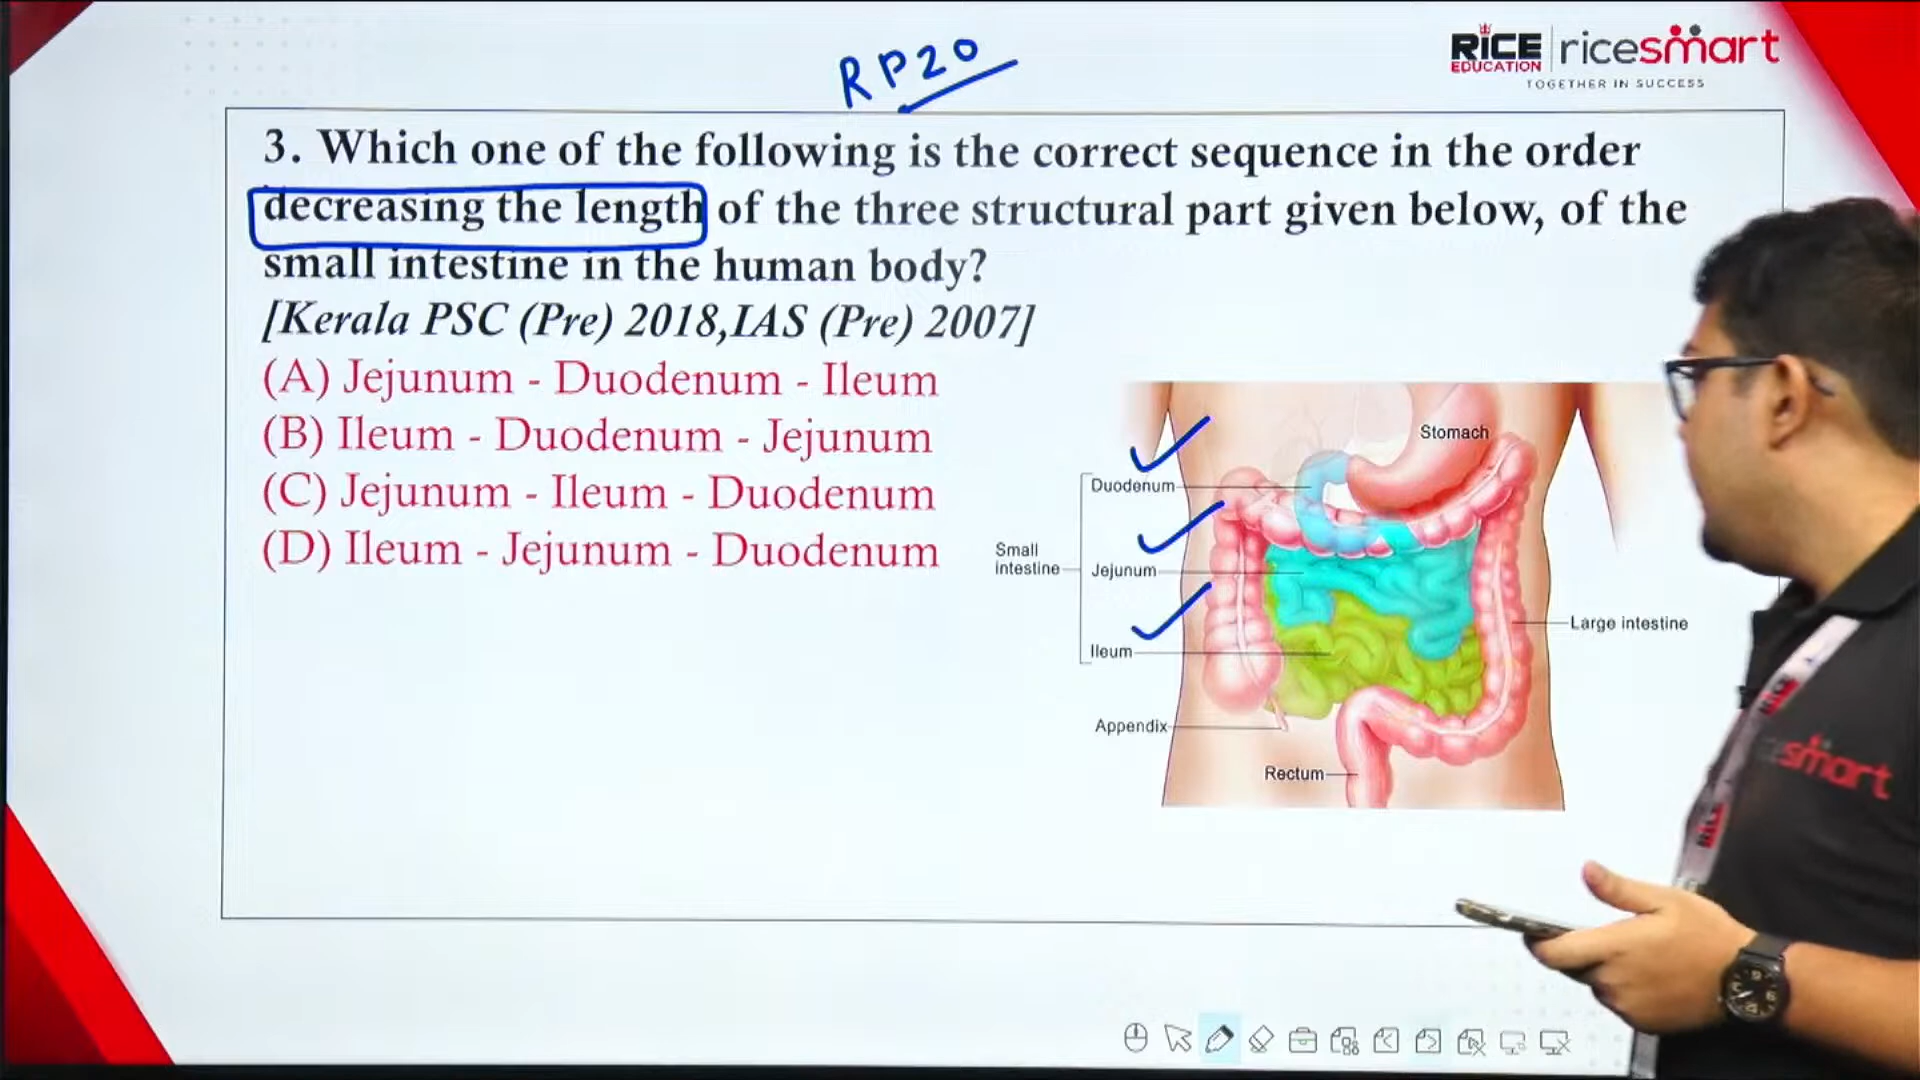 RP20
RiCE EDUCATION ricesmart
TOGETHER IN SUCCESS
3. Which one of the following is the correct sequence in the order
decreasing the length of the three structural part given below, of the
small intestine in the human body?
[Kerala PSC (Pre) 2018,IAS (Pre) 2007]
(A) Jejunum - Duodenum - Ileum
(B) Ileum - Duodenum - Jejunum
(C) Jejunum - Ileum - Duodenum
(D) Ileum - Jejunum - Duodenum
Stomach
Duodenum
Small
intestine
Jejunum
Ileum
Large intestine
Appendix
Rectum
smart